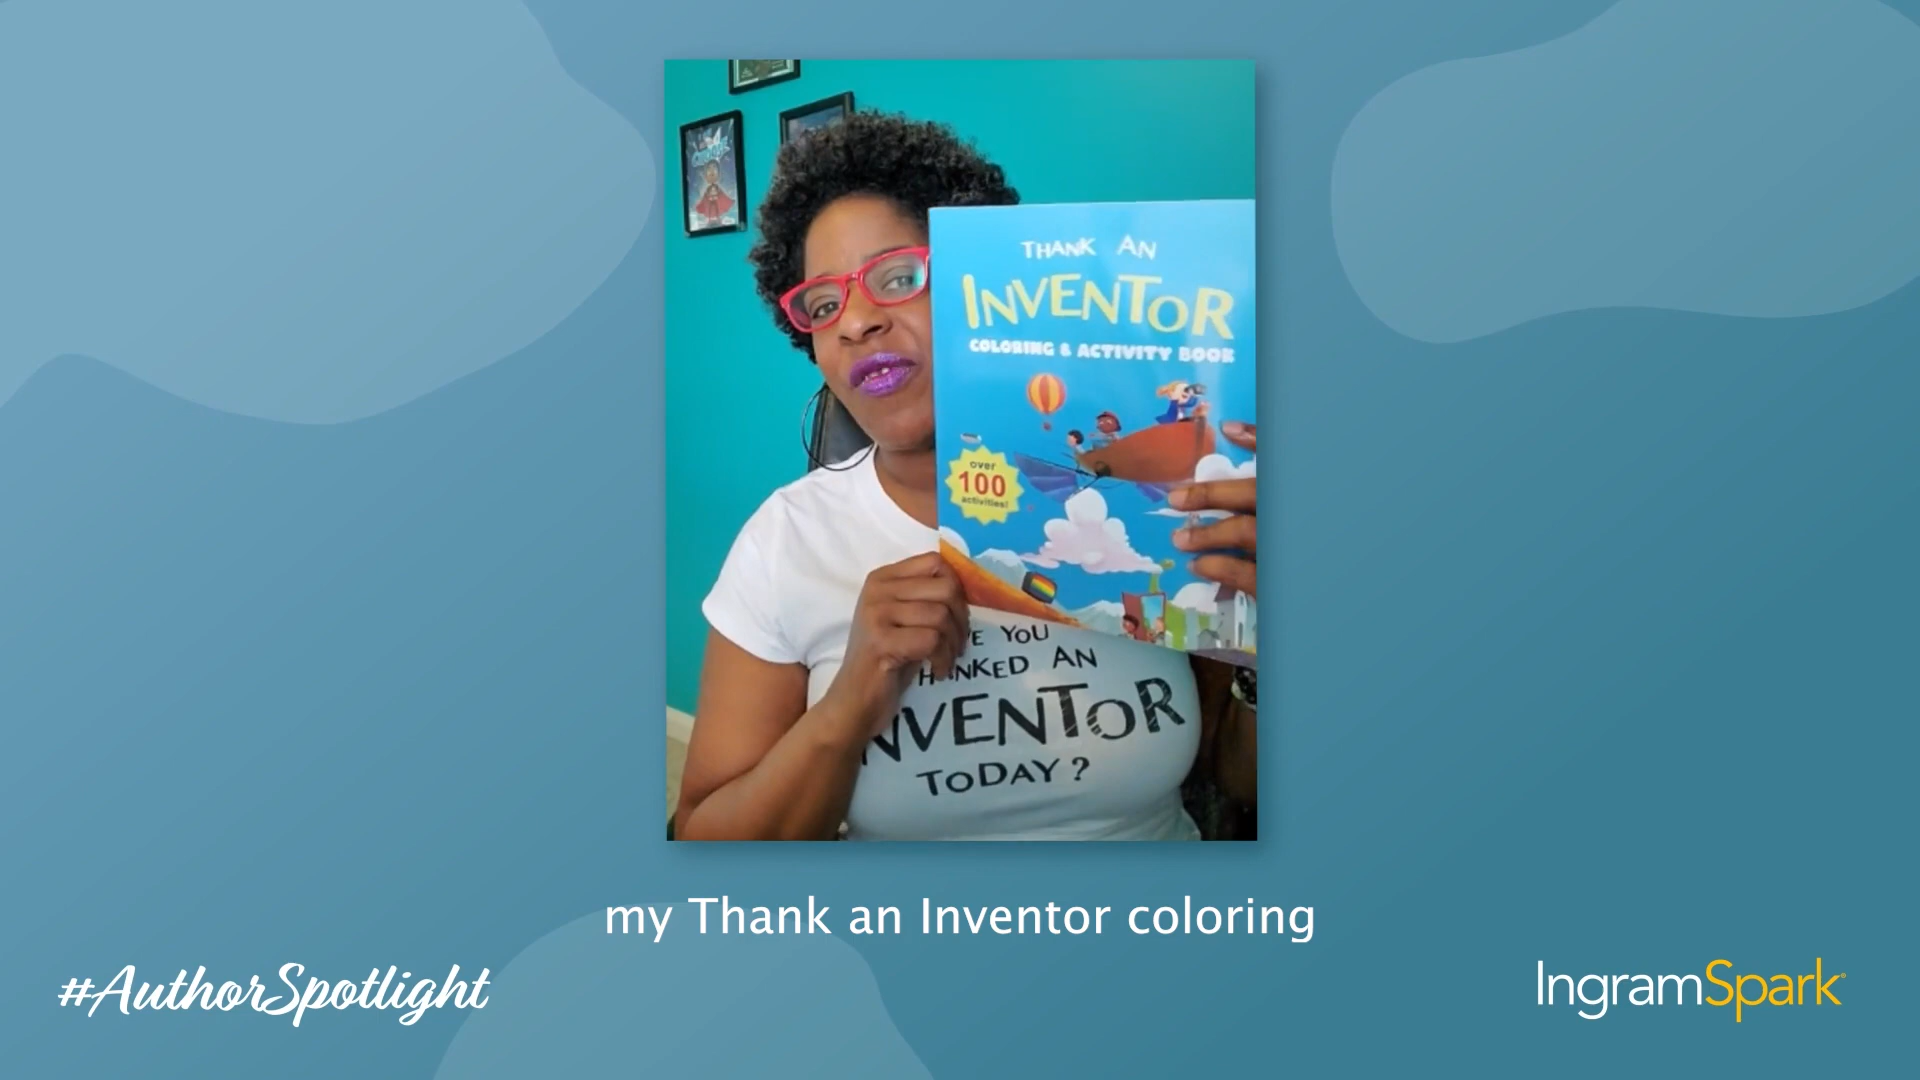 THANK AN
INVENTOR
COLORING & ACTIVITY BOOK
over
100
activities!
YOU
AN
TODAY?
my Thank an Inventor coloring
#AuthorSpotlight
IngramSpark